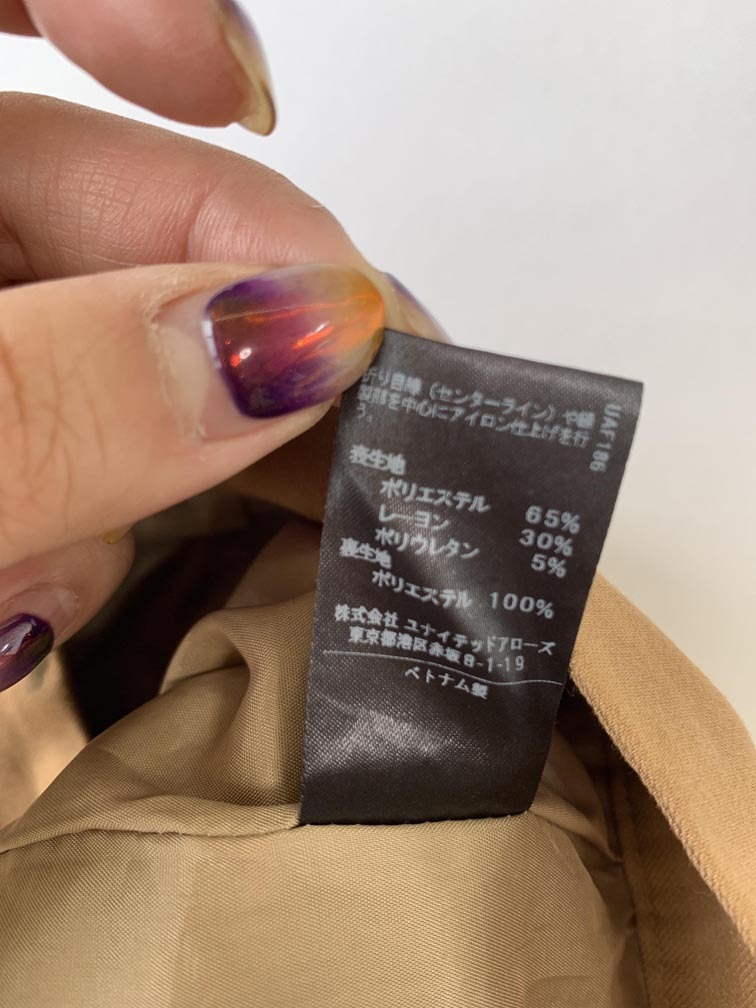 折り目線（センターライン）や縫
製部を中心にアイロン仕上げを行
う。
UAF186
表生地
ポリエステル 65%
レーヨン 30%
ポリウレタン 5%
裏生地
ポリエステル 100%
株式会社 ユナイテッドアローズ
東京都港区赤坂8-1-19
ベトナム製